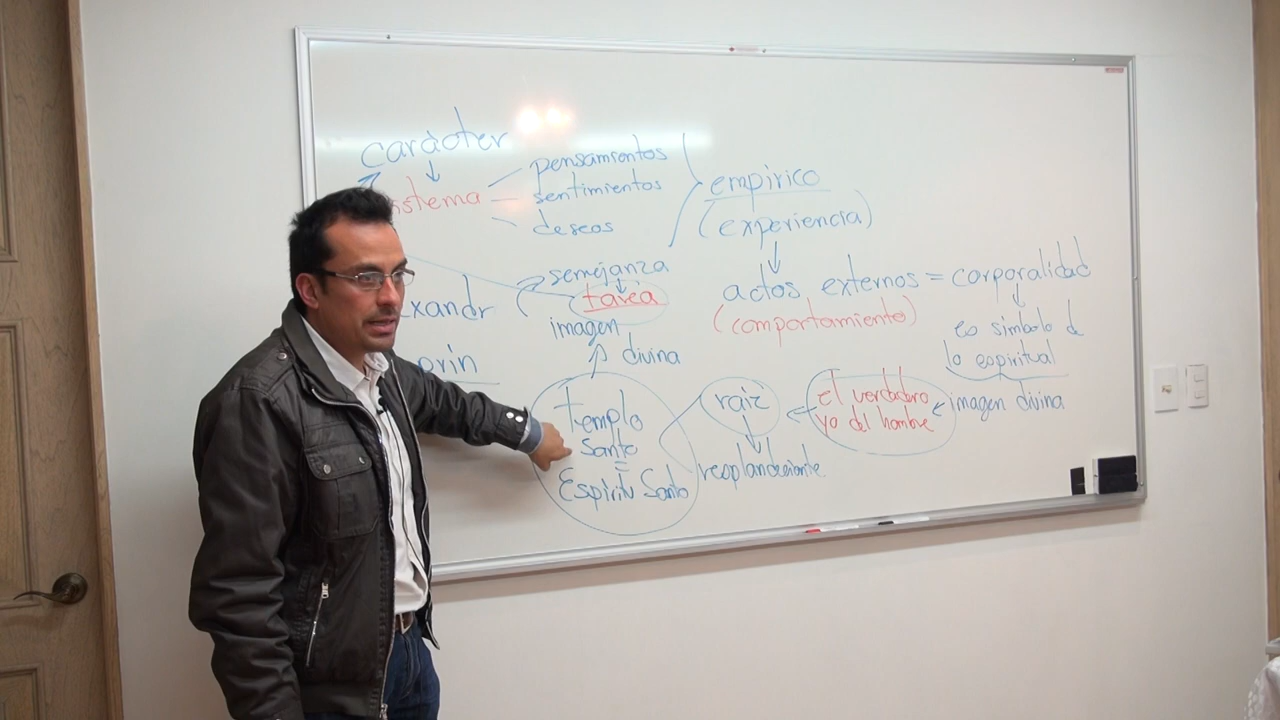 carácter
sistema
pensamientos
sentimientos
deseos
empírico
(experiencia)
actos externos = corporalidad
(comportamiento)
es símbolo de
lo espiritual
imagen divina
el verdadero
yo del hombre
raiz
resplandeciente
semejanza
tarea
imagen
divina
Templo
Santo
=
Espíritu Santo
xandr